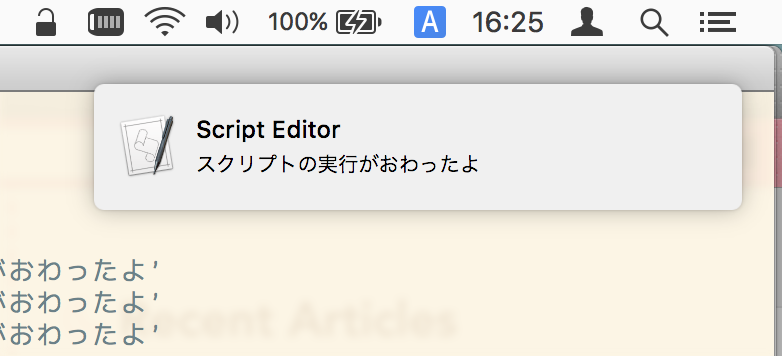 100% A 16:25
Script Editor
スクリプトの実行がおわったよ
がおわったよ'
がおわったよ'
がおわったよ'
Recent Articles